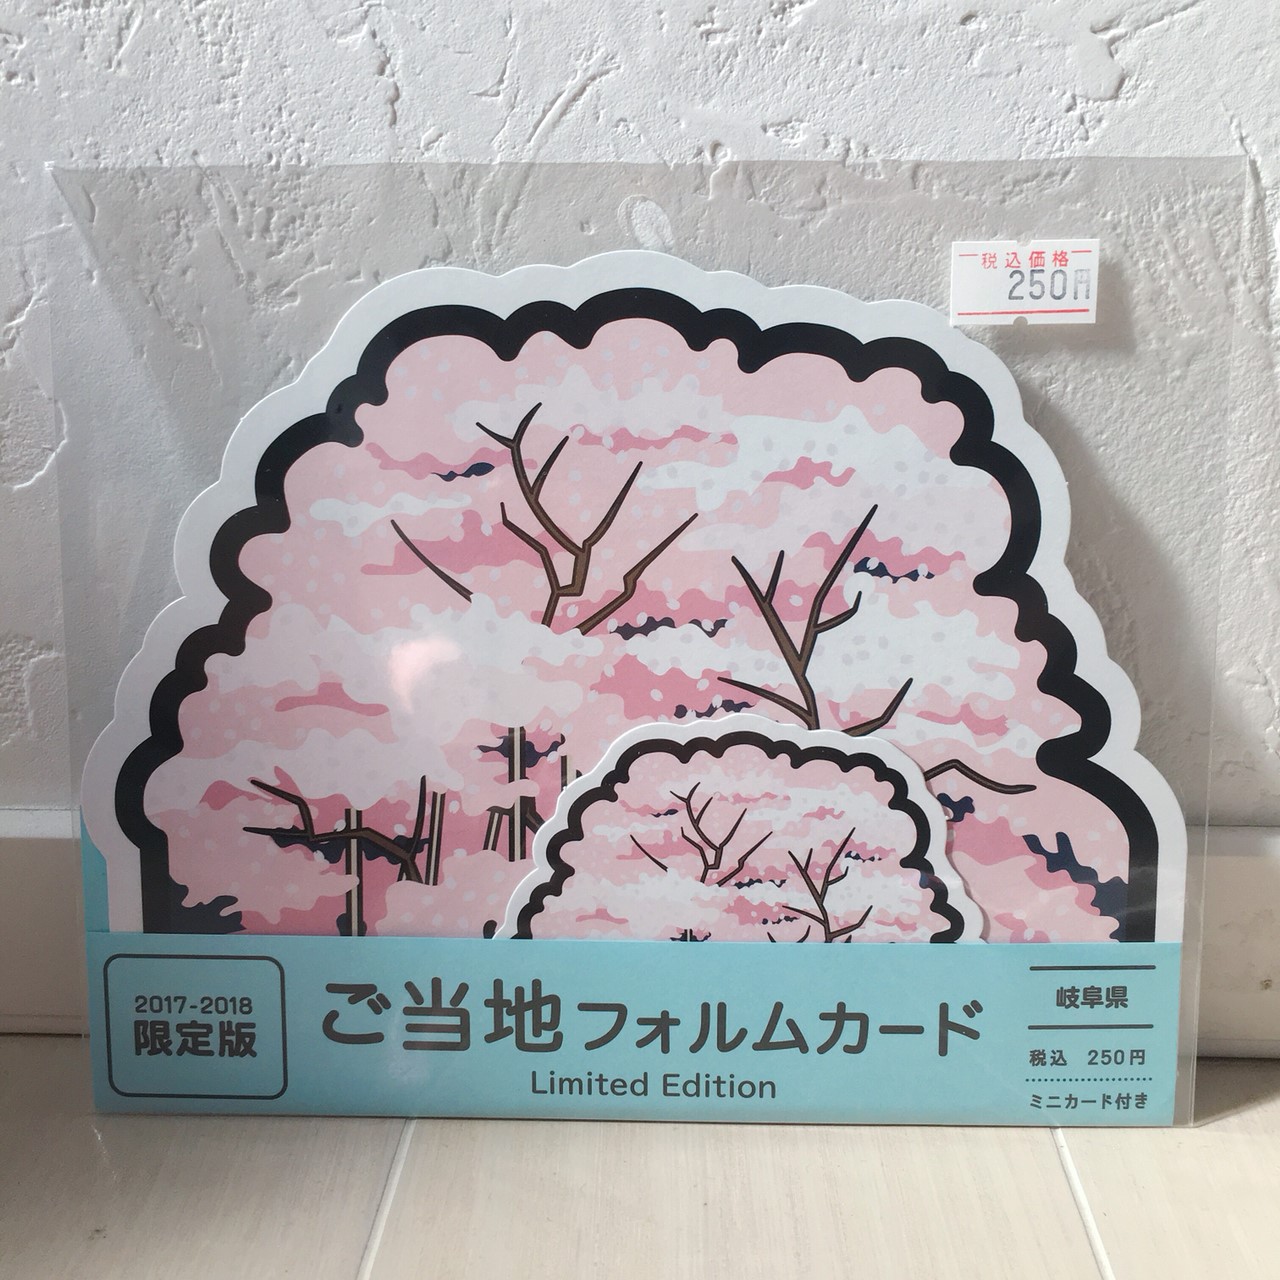 税込価格
250円
2017-2018
限定版
ご当地フォルムカード
Limited Edition
岐阜県
税込 250円
ミニカード付き